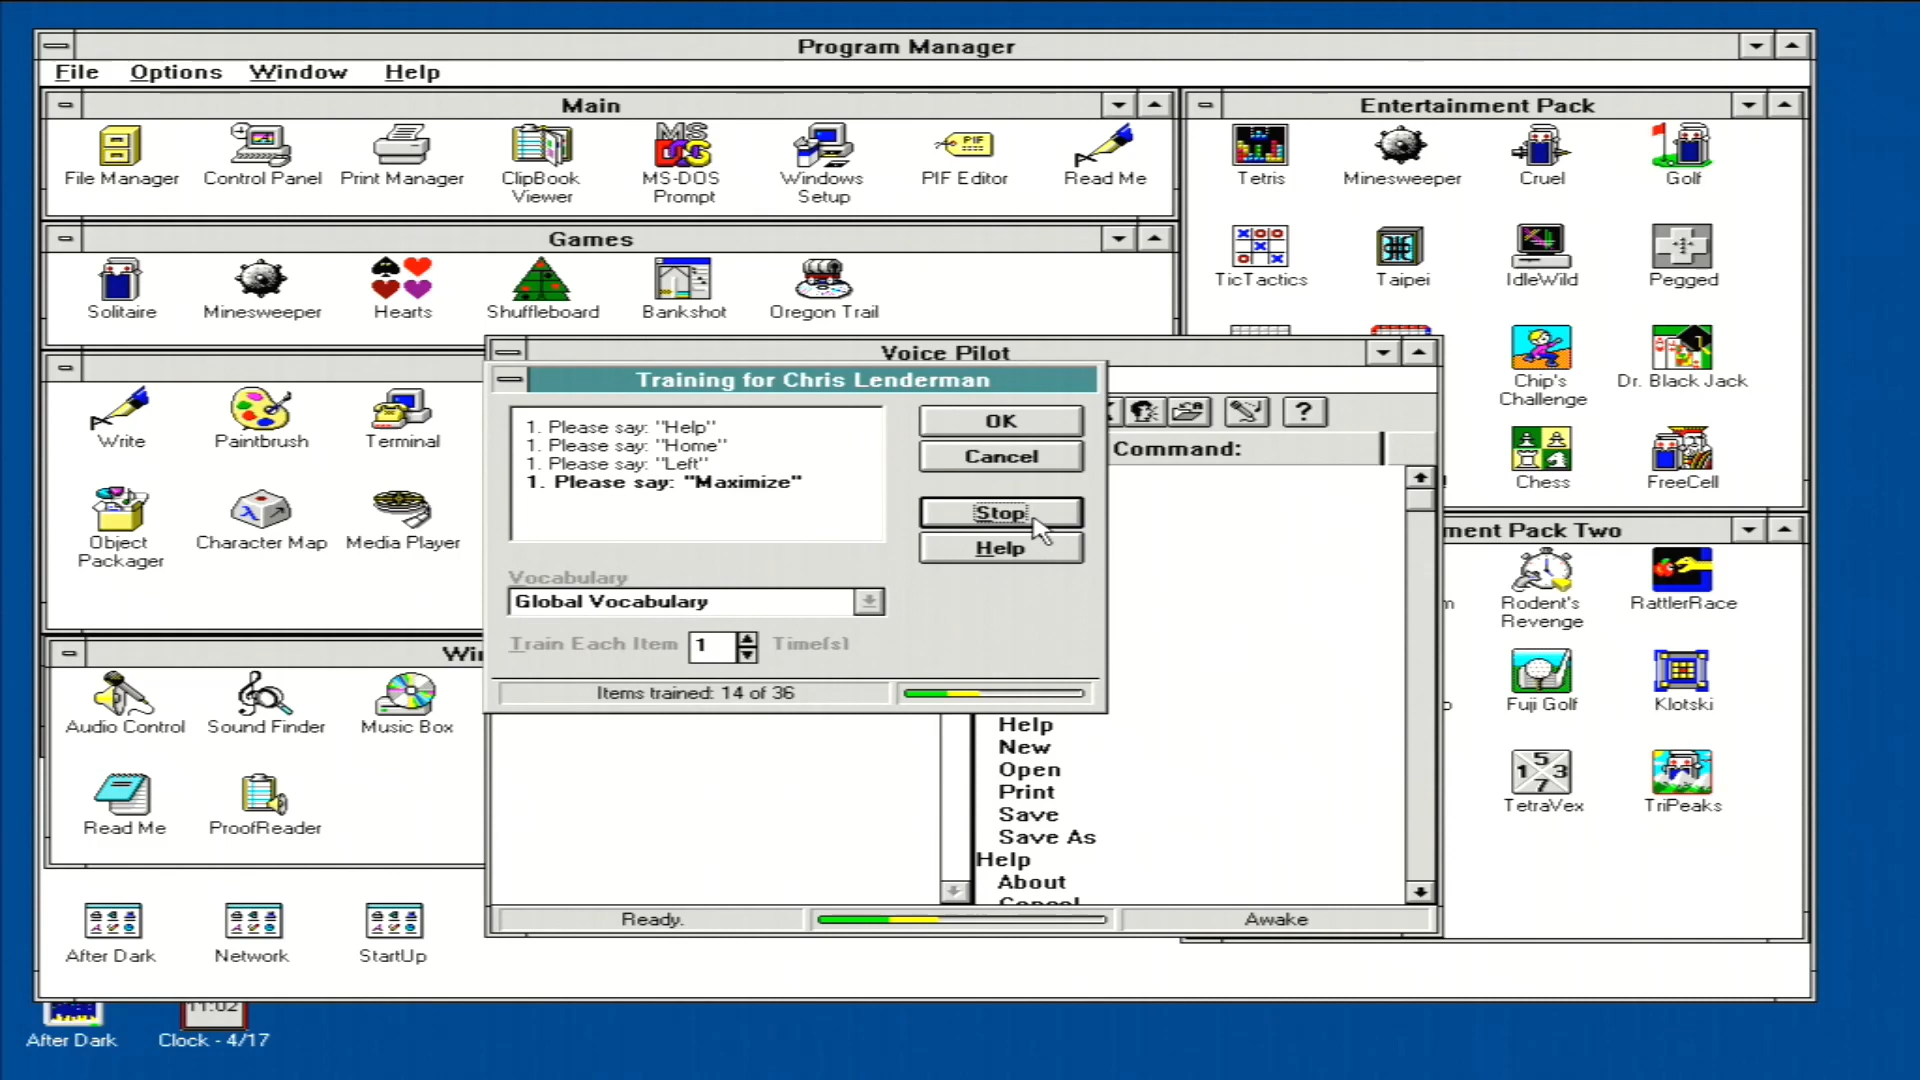 Program Manager
File Options Window Help
Main
File Manager Control Panel Print Manager ClipBook Viewer MS-DOS Prompt Windows Setup PIF Editor Read Me
Entertainment Pack
Tetris Minesweeper Cruel Golf
TicTactics Taipei IdleWild Pegged
Chip's Challenge Dr. Black Jack
Chess FreeCell
Games
Solitaire Minesweeper Hearts Shuffleboard Bankshot Oregon Trail
Write Paintbrush Terminal
Object Packager Character Map Media Player
Voice Pilot
Training for Chris Lenderman
1. Please say: "Help"
1. Please say: "Home"
1. Please say: "Left"
1. Please say: "Maximize"
OK
Cancel
Stop
Help
Vocabulary
Global Vocabulary
Train Each Item 1 Time(s)
Items trained: 14 of 36
?
Command:
Help
New
Open
Print
Save
Save As
Help
About
Cancel
Ready. Awake
ment Pack Two
Rodent's Revenge RattlerRace
Fuji Golf Klotski
TetraVex TriPeaks
Win
Audio Control Sound Finder Music Box
Read Me ProofReader
After Dark Network StartUp
11:02
After Dark Clock - 4/17